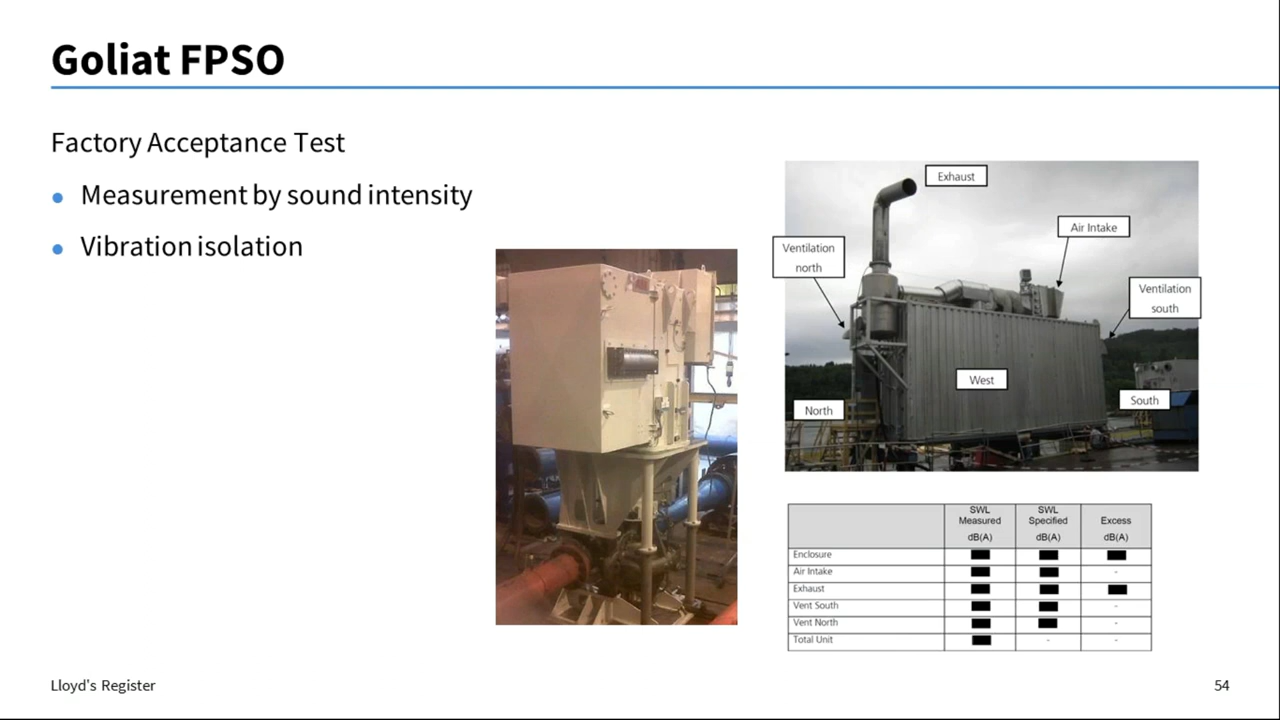 Goliat FPSO
Factory Acceptance Test
Measurement by sound intensity
Vibration isolation
Exhaust
Air Intake
Ventilation
north
Ventilation
south
West
South
North
SWL
Measured
dB(A)
SWL
Specified
dB(A)
Excess
dB(A)
Enclosure
Air Intake -
Exhaust
Vent South -
Vent North -
Total Unit - -
Lloyd's Register
54